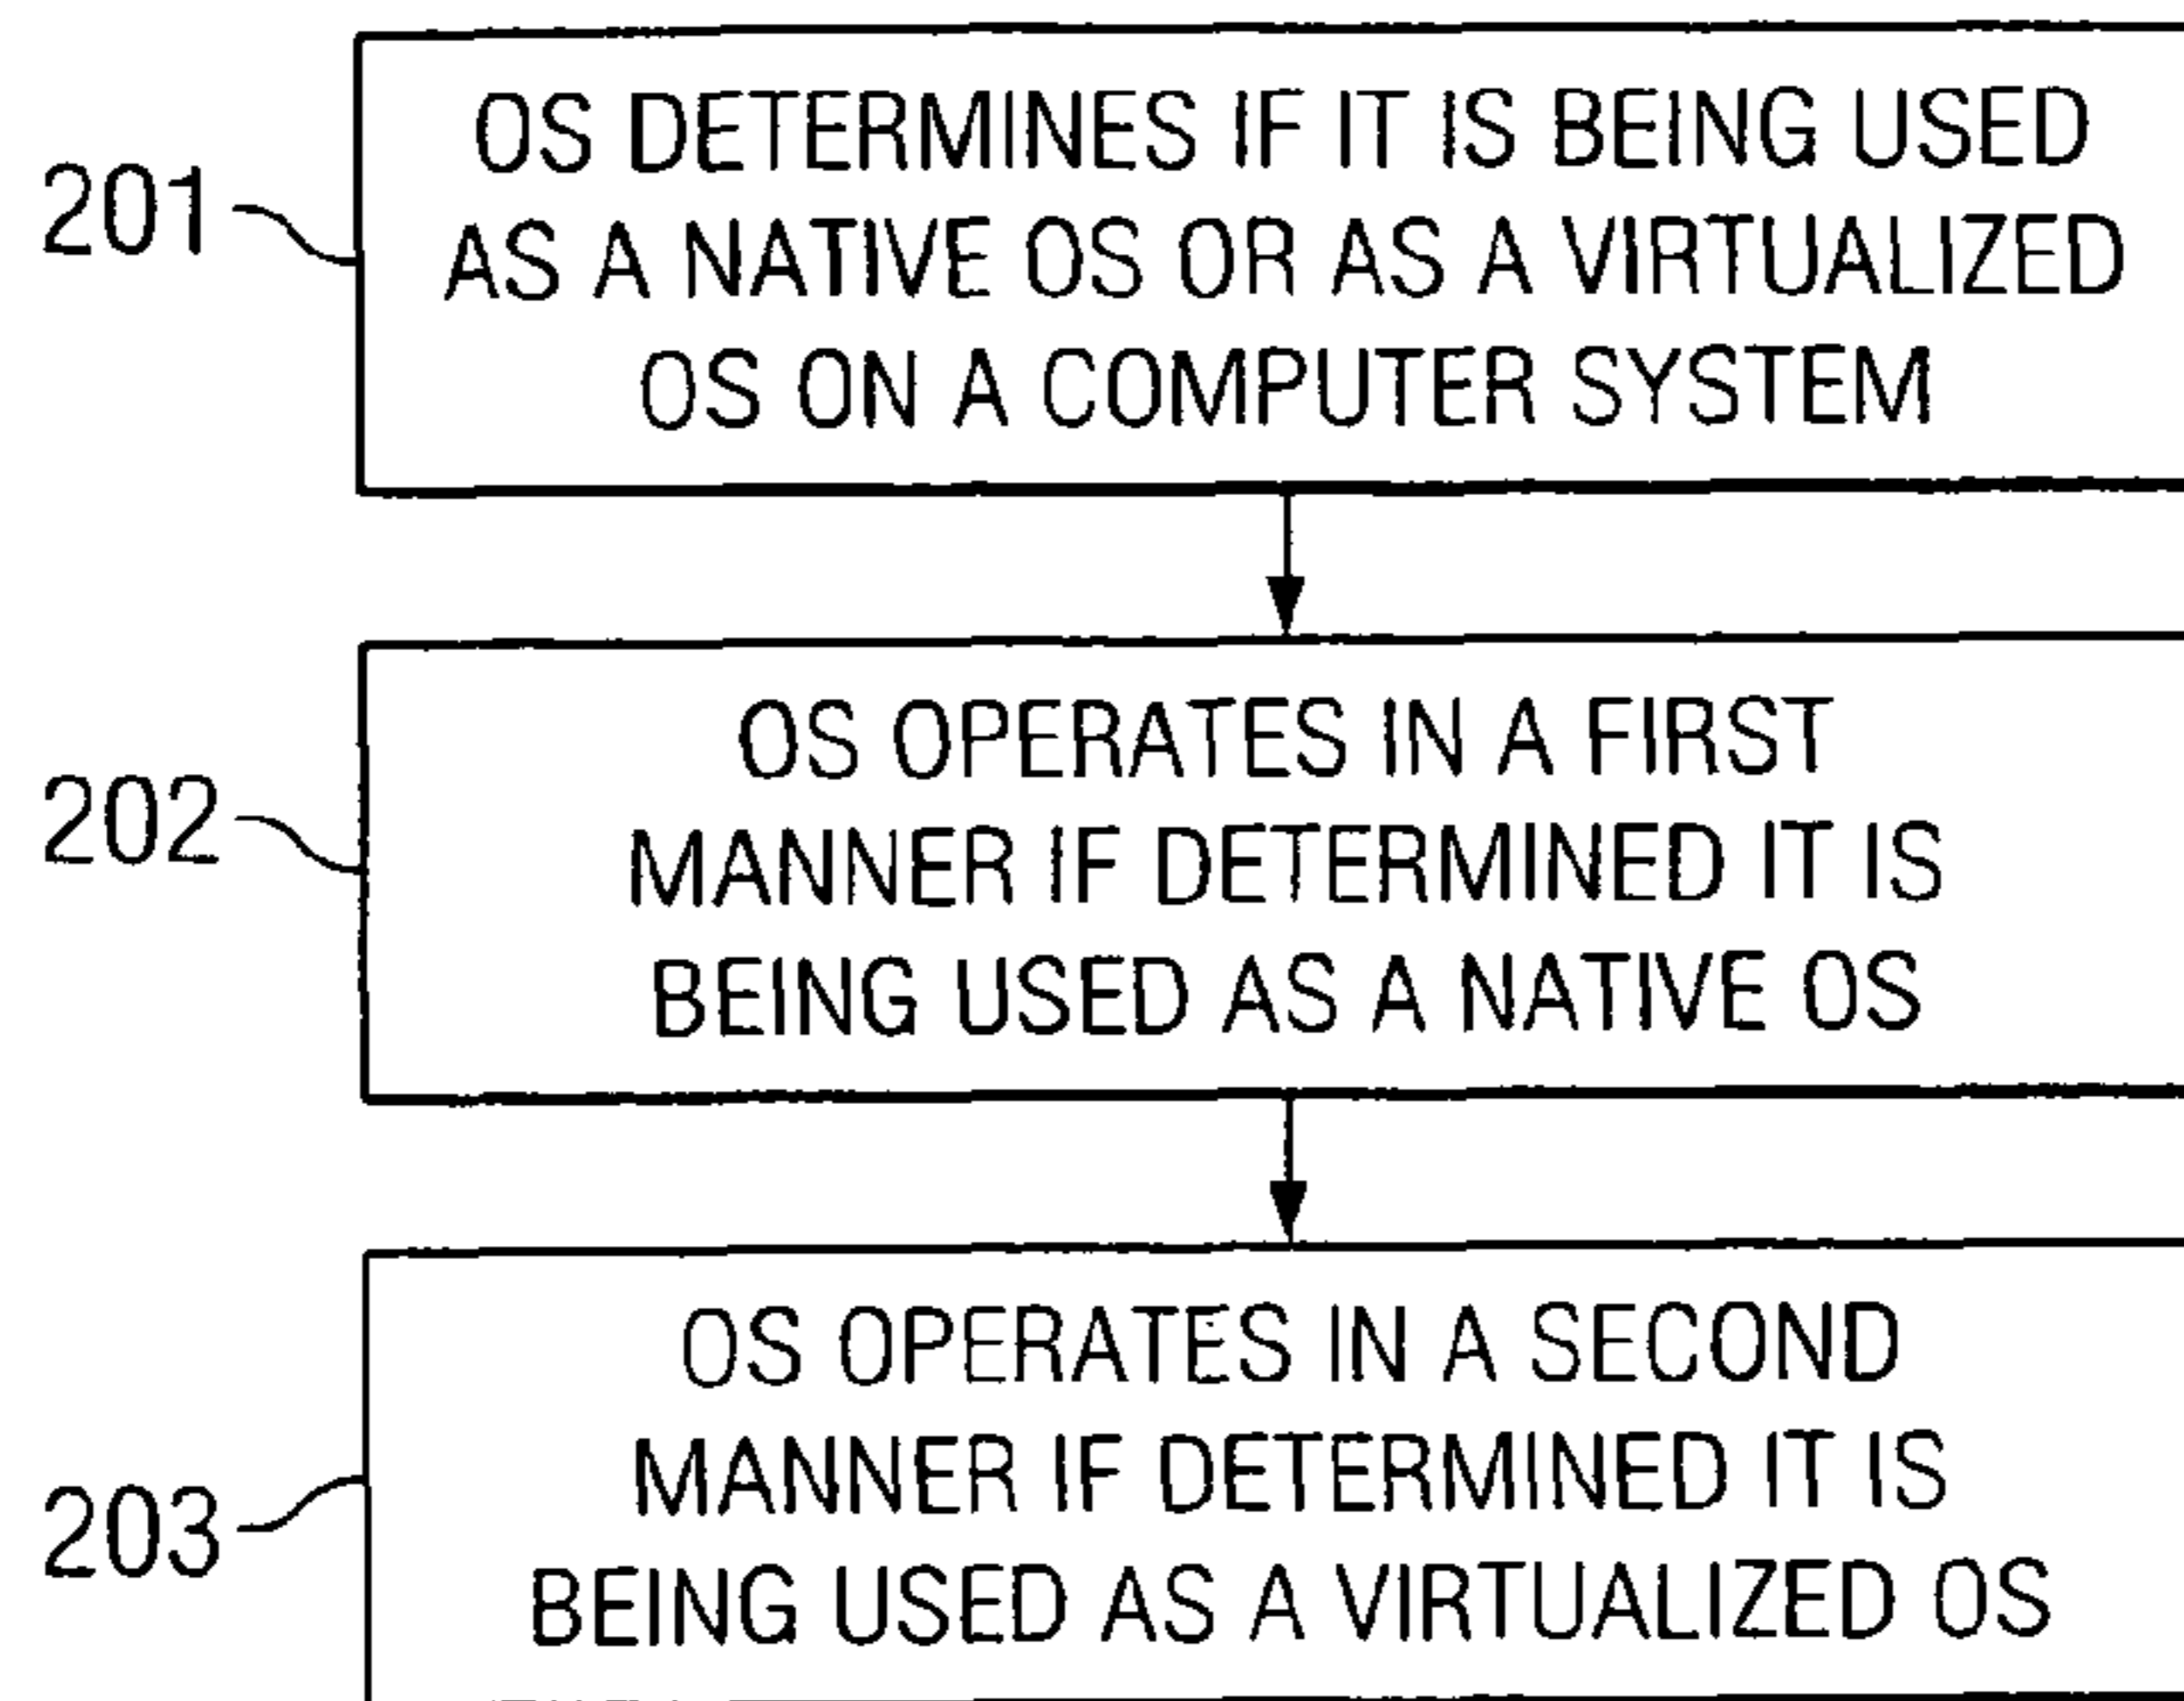 201
OS DETERMINES IF IT IS BEING USED
AS A NATIVE OS OR AS A VIRTUALIZED
OS ON A COMPUTER SYSTEM
202
OS OPERATES IN A FIRST
MANNER IF DETERMINED IT IS
BEING USED AS A NATIVE OS
203
OS OPERATES IN A SECOND
MANNER IF DETERMINED IT IS
BEING USED AS A VIRTUALIZED OS